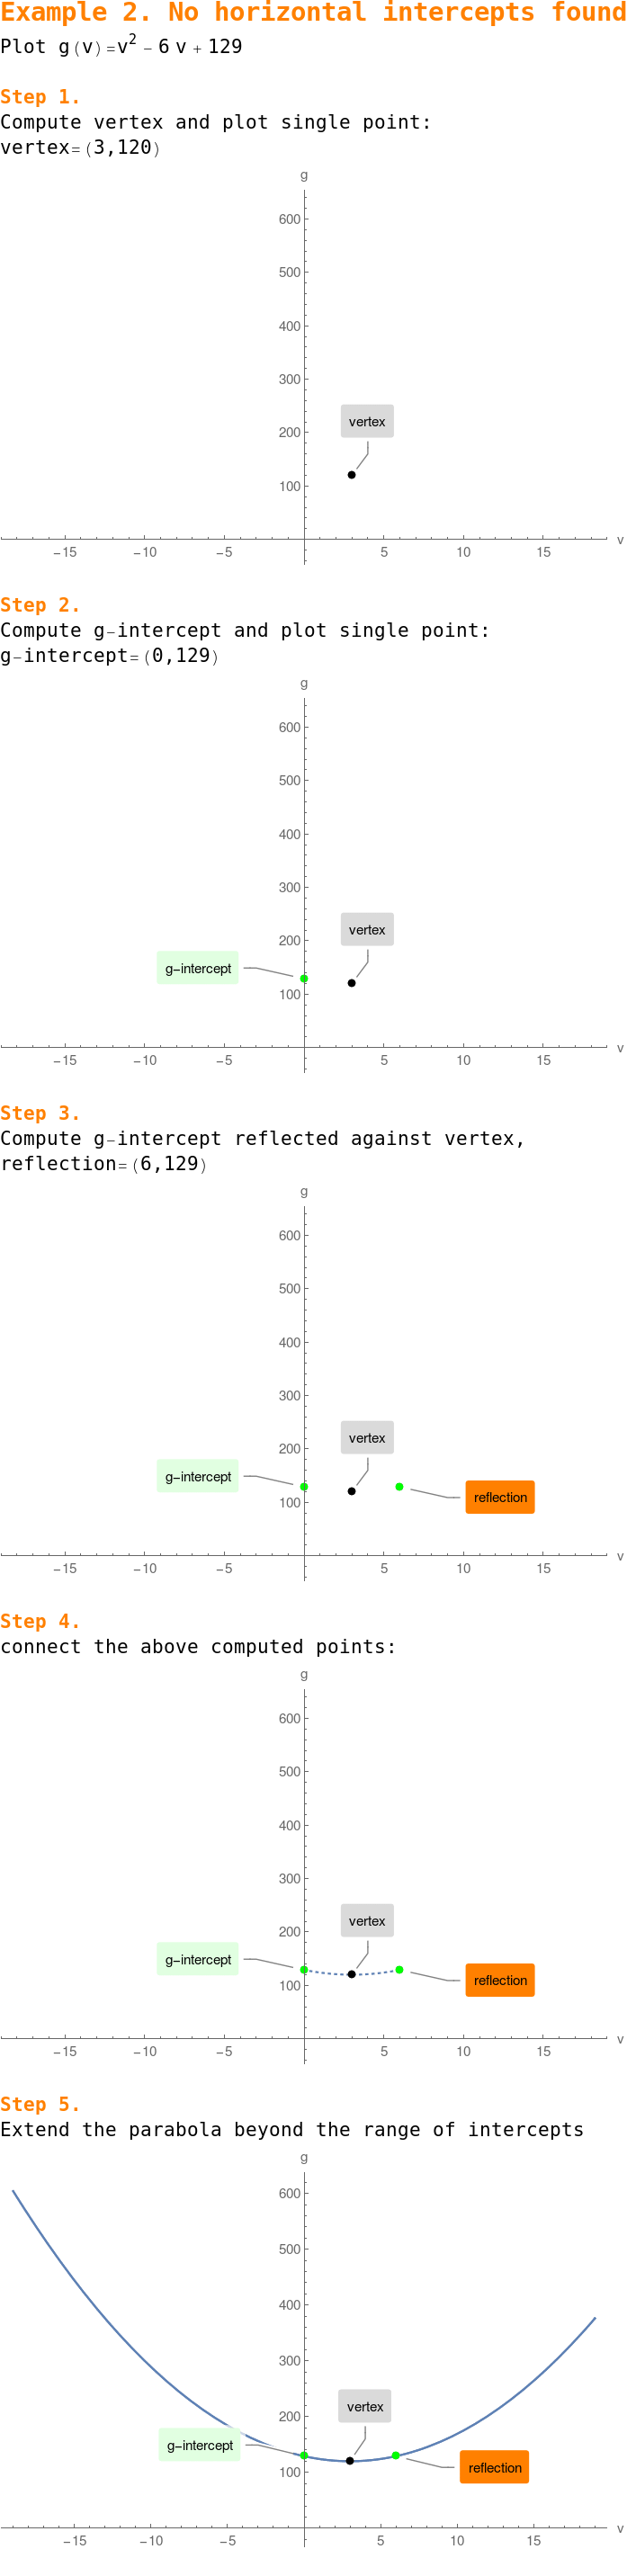 Example 2. No horizontal intercepts found
Plot g(v)=v² − 6 v + 129
Step 1.
Compute vertex and plot single point:
vertex=(3,120)
g
600
500
400
300
200
100
vertex
−15 −10 −5 5 10 15 v
Step 2.
Compute g−intercept and plot single point:
g−intercept=(0,129)
g
600
500
400
300
200
100
vertex
g−intercept
−15 −10 −5 5 10 15 v
Step 3.
Compute g−intercept reflected against vertex,
reflection=(6,129)
g
600
500
400
300
200
100
vertex
g−intercept
reflection
−15 −10 −5 5 10 15 v
Step 4.
connect the above computed points:
g
600
500
400
300
200
100
vertex
g−intercept
reflection
−15 −10 −5 5 10 15 v
Step 5.
Extend the parabola beyond the range of intercepts
g
600
500
400
300
200
100
vertex
g−intercept
reflection
−15 −10 −5 5 10 15 v